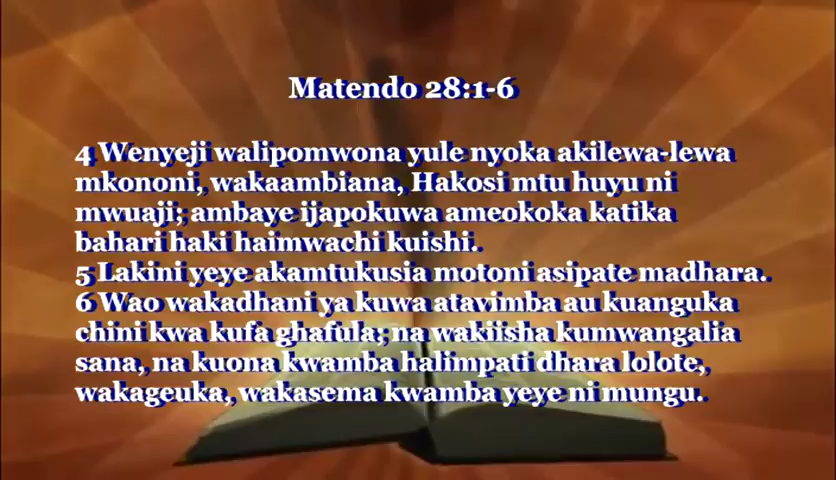 Matendo 28:1-6
4 Wenyeji walipomwona yule nyoka akilewa-lewa
mkononi, wakaambiana, Hakosi mtu huyu ni
mwuaji; ambaye ijapokuwa ameokoka katika
bahari haki haimwachi kuishi.
5 Lakini yeye akamtukusia motoni asipate madhara.
6 Wao wakadhani ya kuwa atavimba au kuanguka
chini kwa kufa ghafula; na wakiisha kumwangalia
sana, na kuona kwamba halimpati dhara lolote,
wakageuka, wakasema kwamba yeye ni mungu.